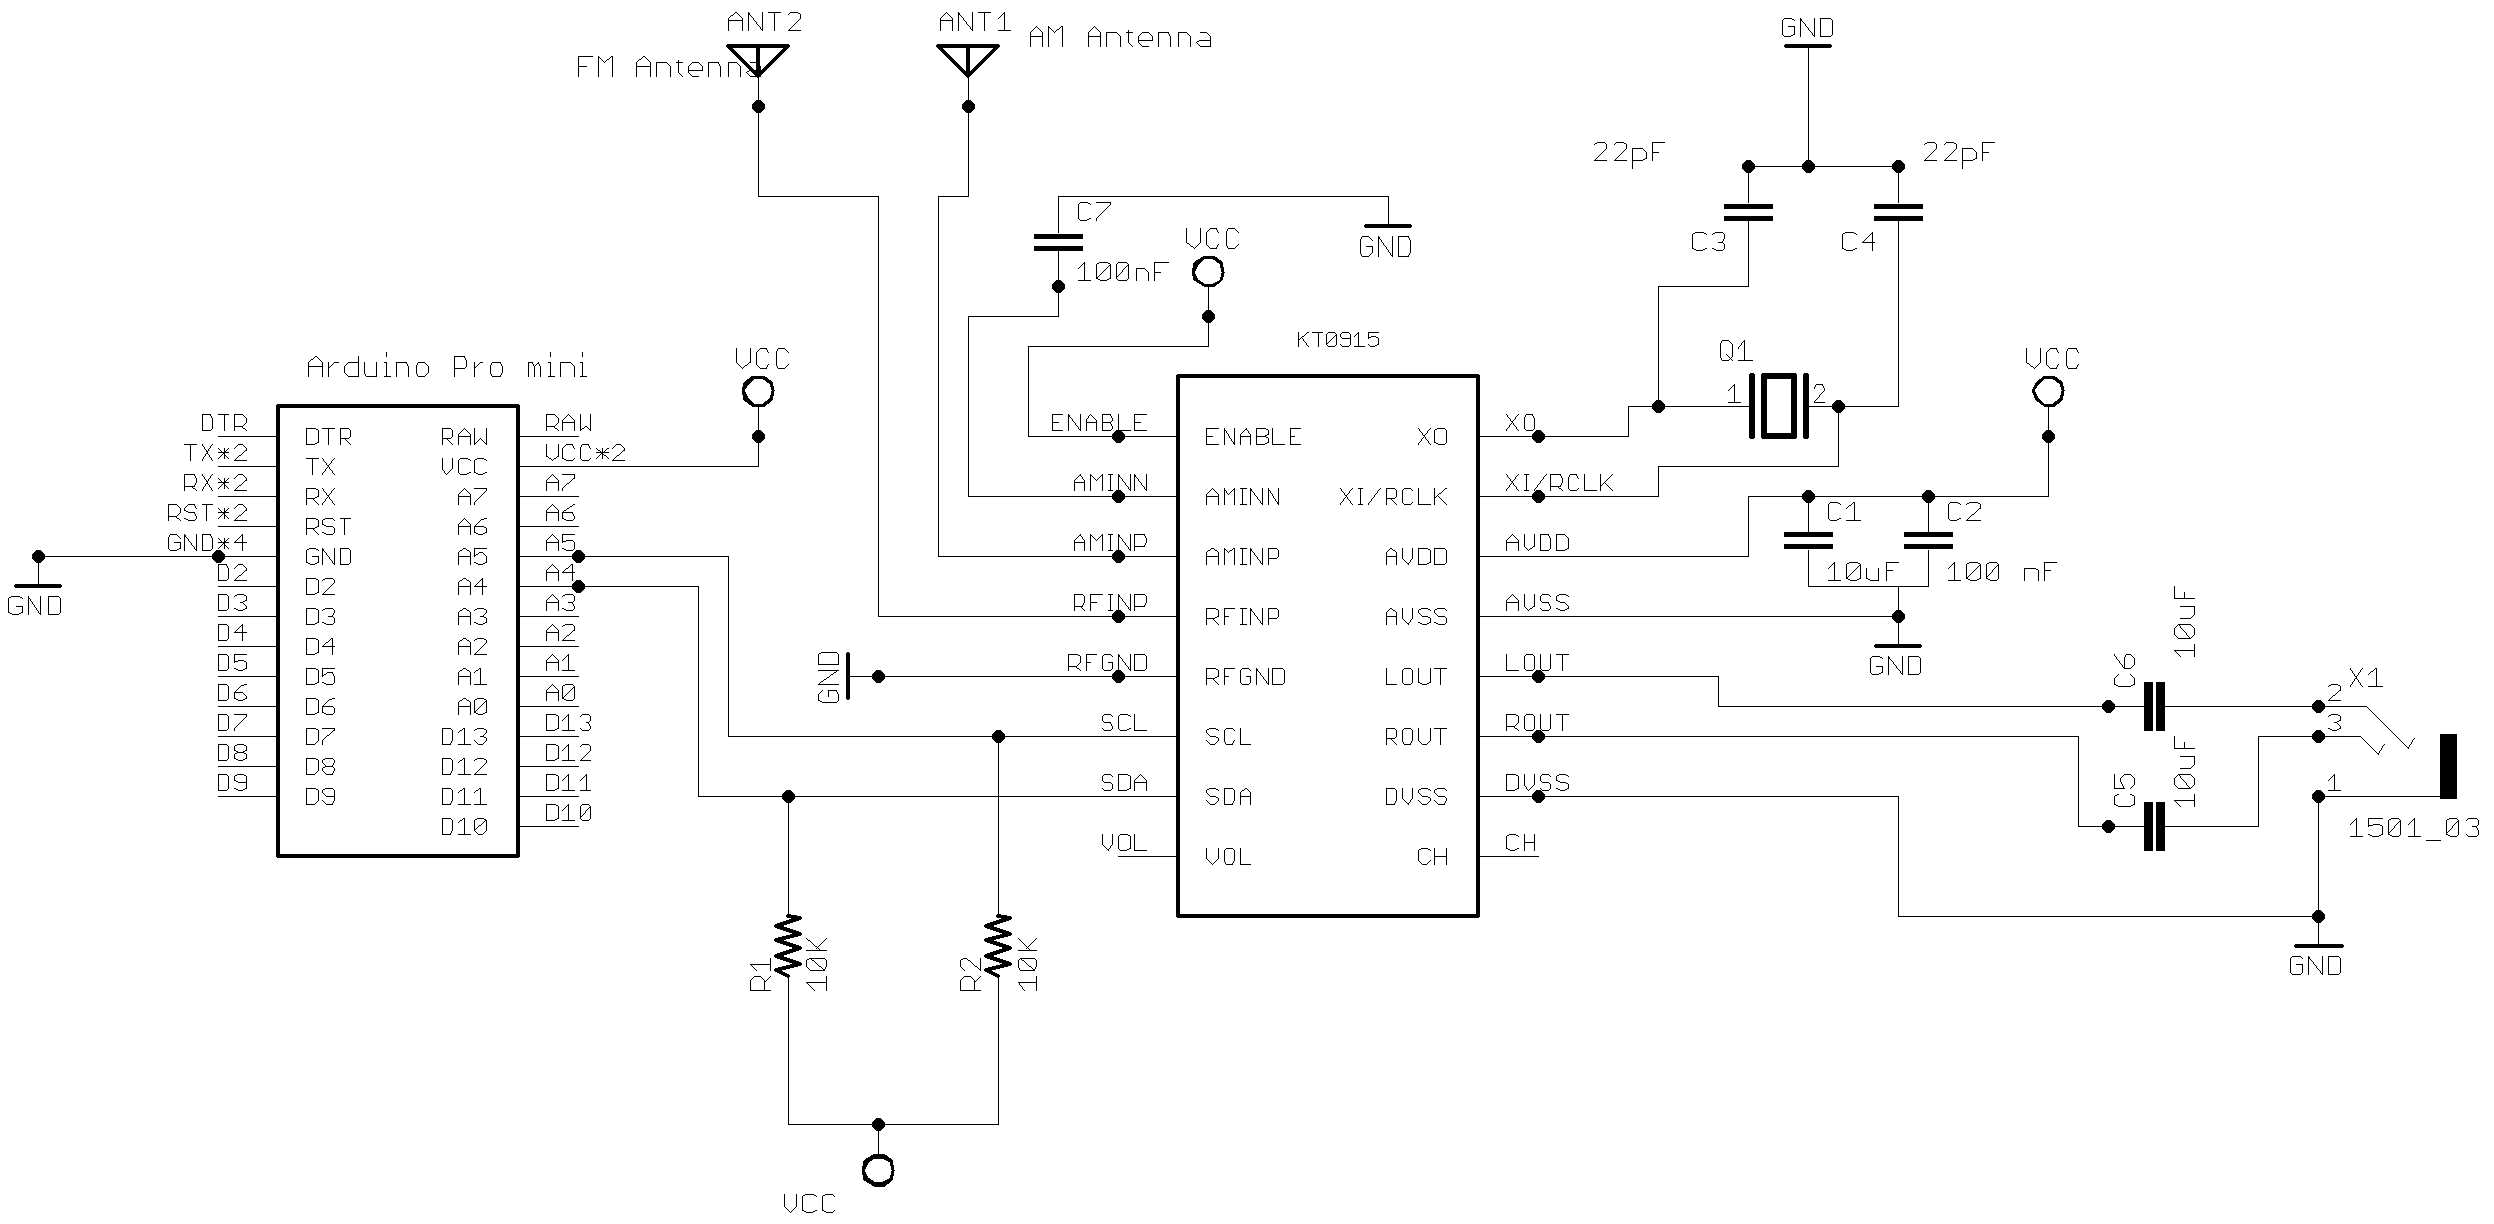 ANT2
FM Antenna
ANT1
AM Antenna
GND
22pF
22pF
C3
C4
C7
100nF
GND
VCC
KT0915
Q1
1
2
VCC
Arduino Pro mini
VCC
DTR
TX*2
RX*2
RST*2
GND*4
D2
D3
D4
D5
D6
D7
D8
D9
DTR
TX
RX
RST
GND
D2
D3
D4
D5
D6
D7
D8
D9
RAW
VCC
A7
A6
A5
A4
A3
A2
A1
A0
D13
D12
D11
D10
RAW
VCC*2
A7
A6
A5
A4
A3
A2
A1
A0
D13
D12
D11
D10
GND
ENABLE
AMINN
AMINP
RFINP
RFGND
SCL
SDA
VOL
GND
ENABLE
AMINN
AMINP
RFINP
RFGND
SCL
SDA
VOL
XO
XI/RCLK
AVDD
AVSS
LOUT
ROUT
DVSS
CH
XO
XI/RCLK
AVDD
AVSS
LOUT
ROUT
DVSS
CH
C1
10uF
C2
100 nF
GND
C6
10uF
C5
10uF
X1
2
3
1
1501_03
GND
R1
10K
R2
10K
VCC